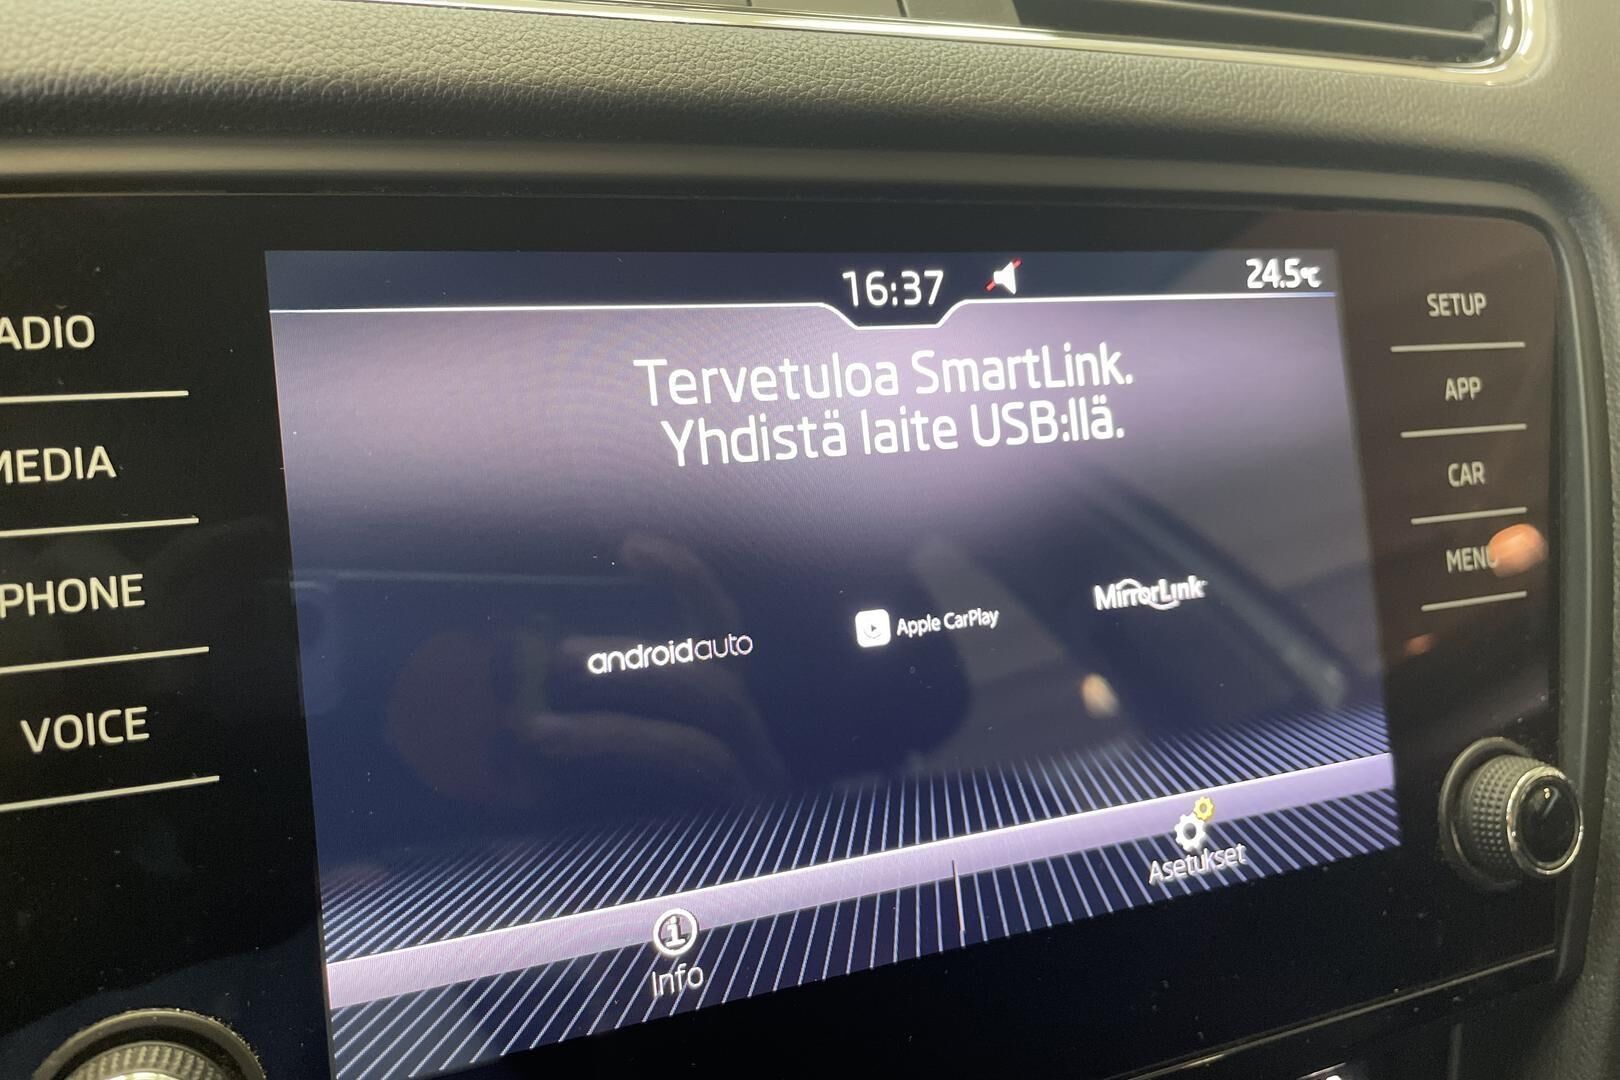 16:37
24.5°C
Tervetuloa SmartLink.
Yhdistä laite USB:llä.
androidauto
Apple CarPlay
MirrorLink
Info
Asetukset
ADIO
MEDIA
PHONE
VOICE
SETUP
APP
CAR
MENU